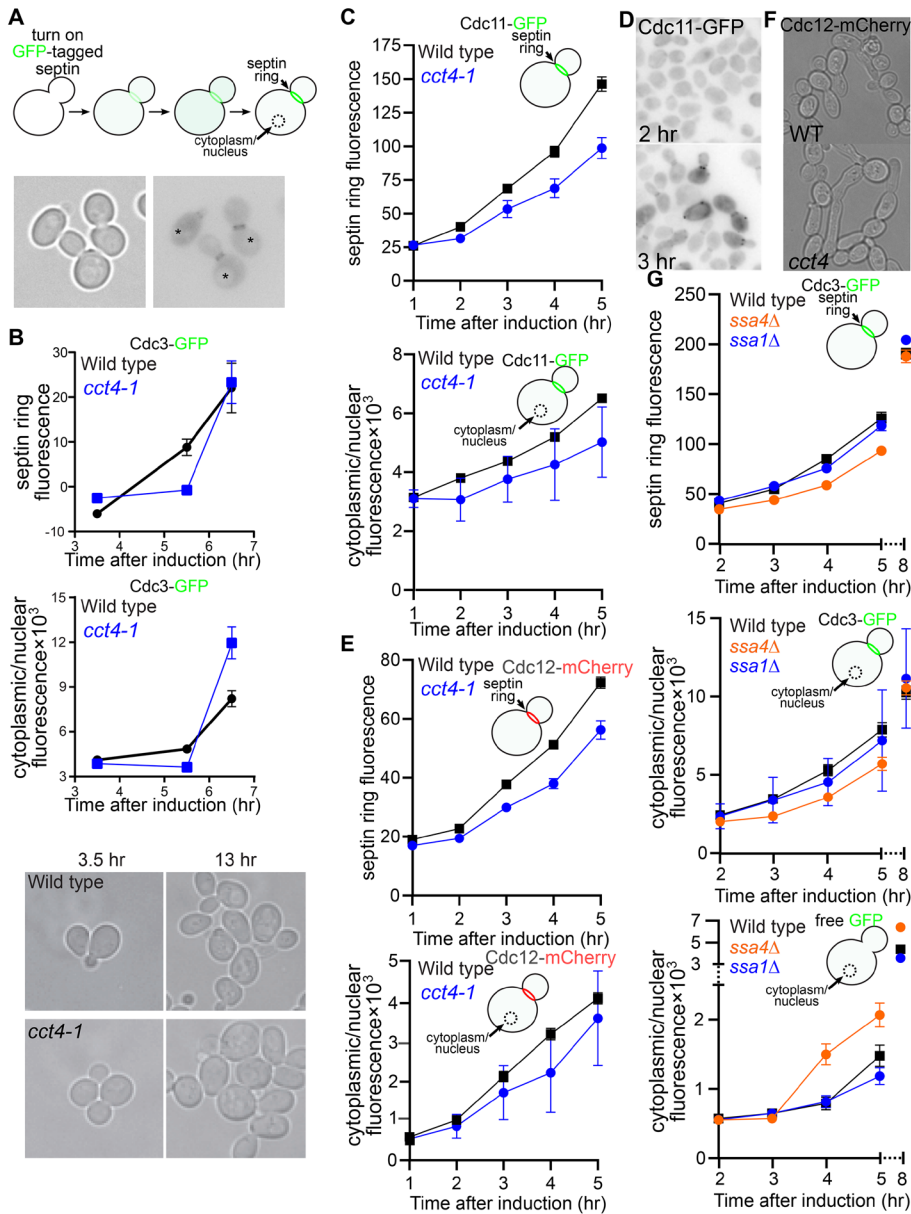 A
turn on
GFP-tagged
septin
septin
ring
cytoplasm/
nucleus
*
*
*
B
Cdc3-GFP
Wild type
cct4-1
septin ring
fluorescence
30
20
10
0
-10
3
4
5
6
7
Time after induction (hr)
Cdc3-GFP
Wild type
cct4-1
cytoplasmic/nuclear
fluorescence×10³
15
12
9
6
3
3
4
5
6
7
Time after induction (hr)
3.5 hr
13 hr
Wild type
cct4-1
C
Cdc11-GFP
Wild type
cct4-1
septin
ring
septin ring fluorescence
175
150
125
100
75
50
25
0
1
2
3
4
5
Time after induction (hr)
Cdc11-GFP
Wild type
cct4-1
cytoplasm/
nucleus
cytoplasmic/nuclear
fluorescence×10³
8
6
4
2
0
1
2
3
4
5
Time after induction (hr)
D
Cdc11-GFP
2 hr
3 hr
E
Wild type
cct4-1
Cdc12-mCherry
septin
ring
septin ring fluorescence
80
60
40
20
0
1
2
3
4
5
Time after induction (hr)
Cdc12-mCherry
Wild type
cct4-1
cytoplasm/
nucleus
cytoplasmic/nuclear
fluorescence×10³
5
4
3
2
1
0
1
2
3
4
5
Time after induction (hr)
F
Cdc12-mCherry
WT
cct4
G
Cdc3-GFP
Wild type
ssa4Δ
ssa1Δ
septin
ring
septin ring fluorescence
250
200
150
100
50
0
2
3
4
5
8
Time after induction (hr)
Wild type
ssa4Δ
ssa1Δ
Cdc3-GFP
cytoplasm/
nucleus
cytoplasmic/nuclear
fluorescence×10³
15
10
5
0
2
3
4
5
8
Time after induction (hr)
Wild type
ssa4Δ
ssa1Δ
free GFP
cytoplasm/
nucleus
cytoplasmic/nuclear
fluorescence×10³
7
5
3
2
1
0
2
3
4
5
8
Time after induction (hr)